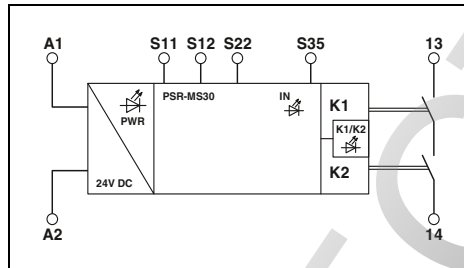 A1 S11 S12 S22 S35 13
PSR-MS30 IN K1
PWR K1/K2
K2
24V DC
A2 14